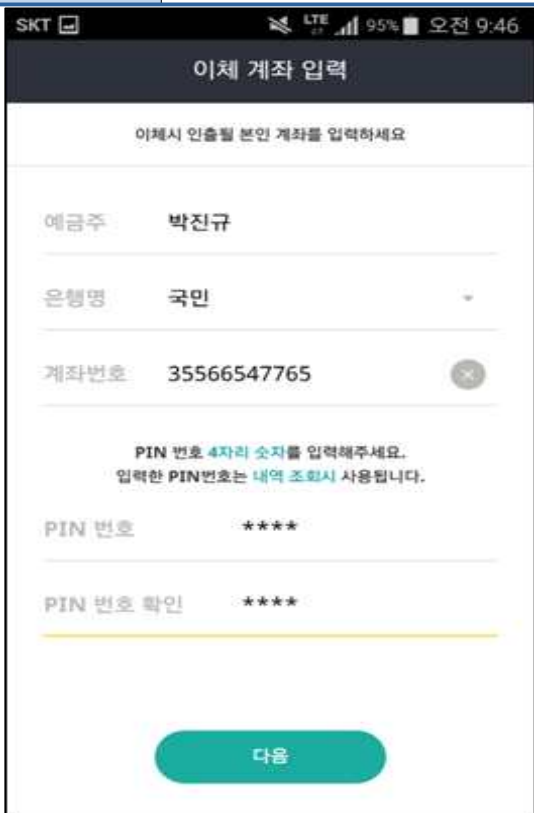 SKT LTE 95% 오전 9:46
이체 계좌 입력
이체시 인출될 본인 계좌를 입력하세요
예금주 박진규
은행명 국민
계좌번호 35566547765
PIN 번호 4자리 숫자를 입력해주세요.
입력한 PIN번호는 내역 조회시 사용됩니다.
PIN 번호 ****
PIN 번호 확인 ****
다음